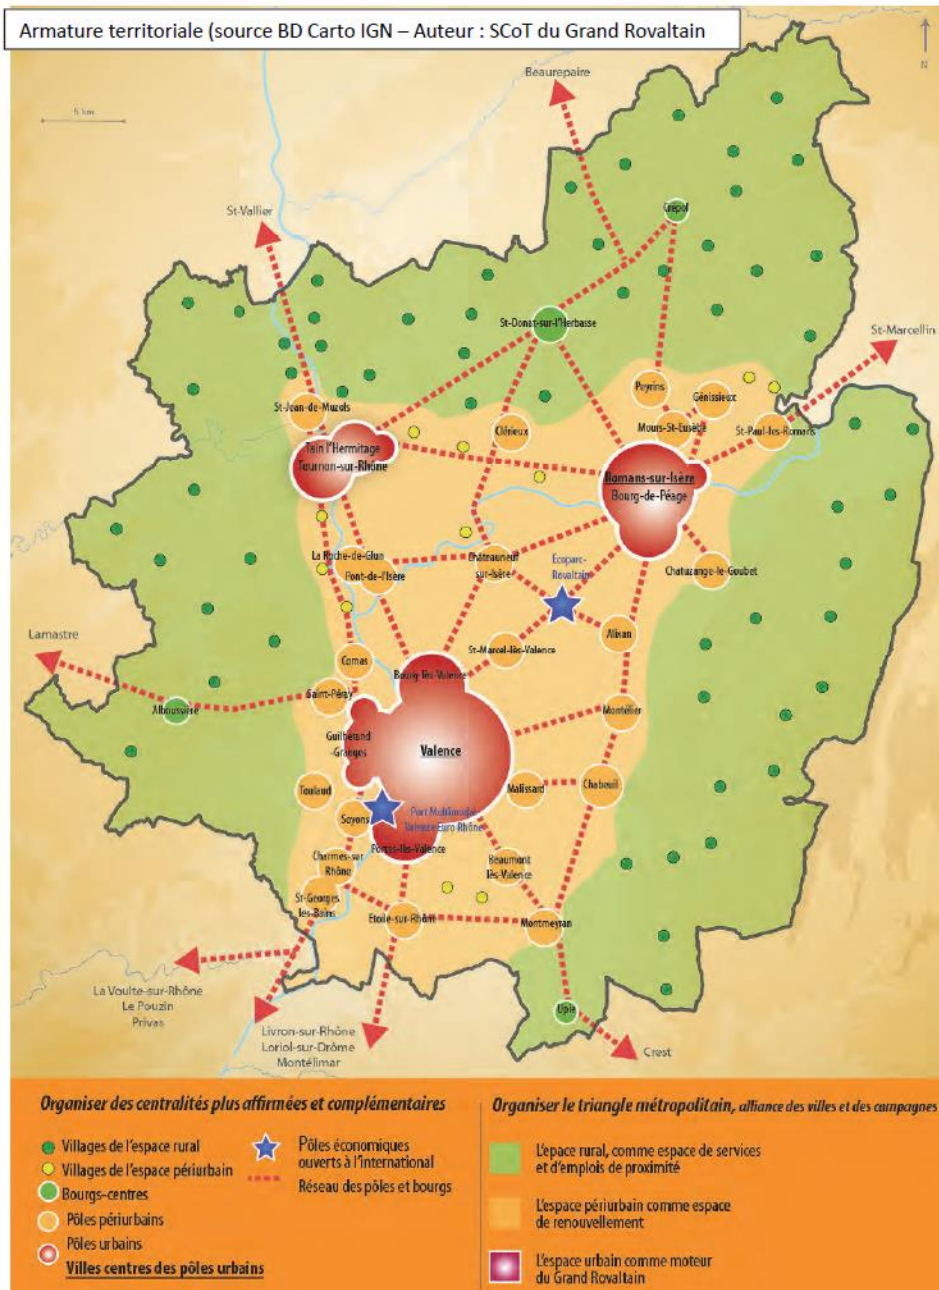 Armature territoriale (source BD Carto IGN – Auteur : SCoT du Grand Rovaltain
N
5 km
Beaurepaire
St-Vallier
Crépol
St-Donat-sur-l'Herbasse
St-Marcellin
Peyrins
Génissieux
St-Jean-de-Muzols
Clérieux
Mours-St-Eusèbe
St-Paul-les-Romans
Tain l'Hermitage
Tournon-sur-Rhône
Romans-sur-Isère
Bourg-de-Péage
La Roche-de-Glun
Pont-de-l'Isère
Châteauneuf
sur-Isère
Ecoparc-
Rovaltain
Chatuzange-le-Goubet
Alixan
Lamastre
St-Marcel-lès-Valence
Cornas
Bourg-lès-Valence
Saint-Péray
Alboussière
Montélier
Guilherand
-Granges
Valence
Toulaud
Malissard
Chabeuil
Soyons
Port Multimodal
Valence Euro Rhône
Portes-lès-Valence
Charmes-sur
Rhône
Beaumont
lès-Valence
St-Georges
les-Bains
Etoile-sur-Rhône
Montmeyran
La Voulte-sur-Rhône
Le Pouzin
Privas
Livron-sur-Rhône
Loriol-sur-Drôme
Montélimar
Upie
Crest
Organiser des centralités plus affirmées et complémentaires
Villages de l'espace rural
Villages de l'espace périurbain
Bourgs-centres
Pôles périurbains
Pôles urbains
Villes centres des pôles urbains
Pôles économiques
ouverts à l'international
Réseau des pôles et bourgs
Organiser le triangle métropolitain, alliance des villes et des campagnes
L'epace rural, comme espace de services
et d'emplois de proximité
L'espace périurbain comme espace
de renouvellement
L'espace urbain comme moteur
du Grand Rovaltain